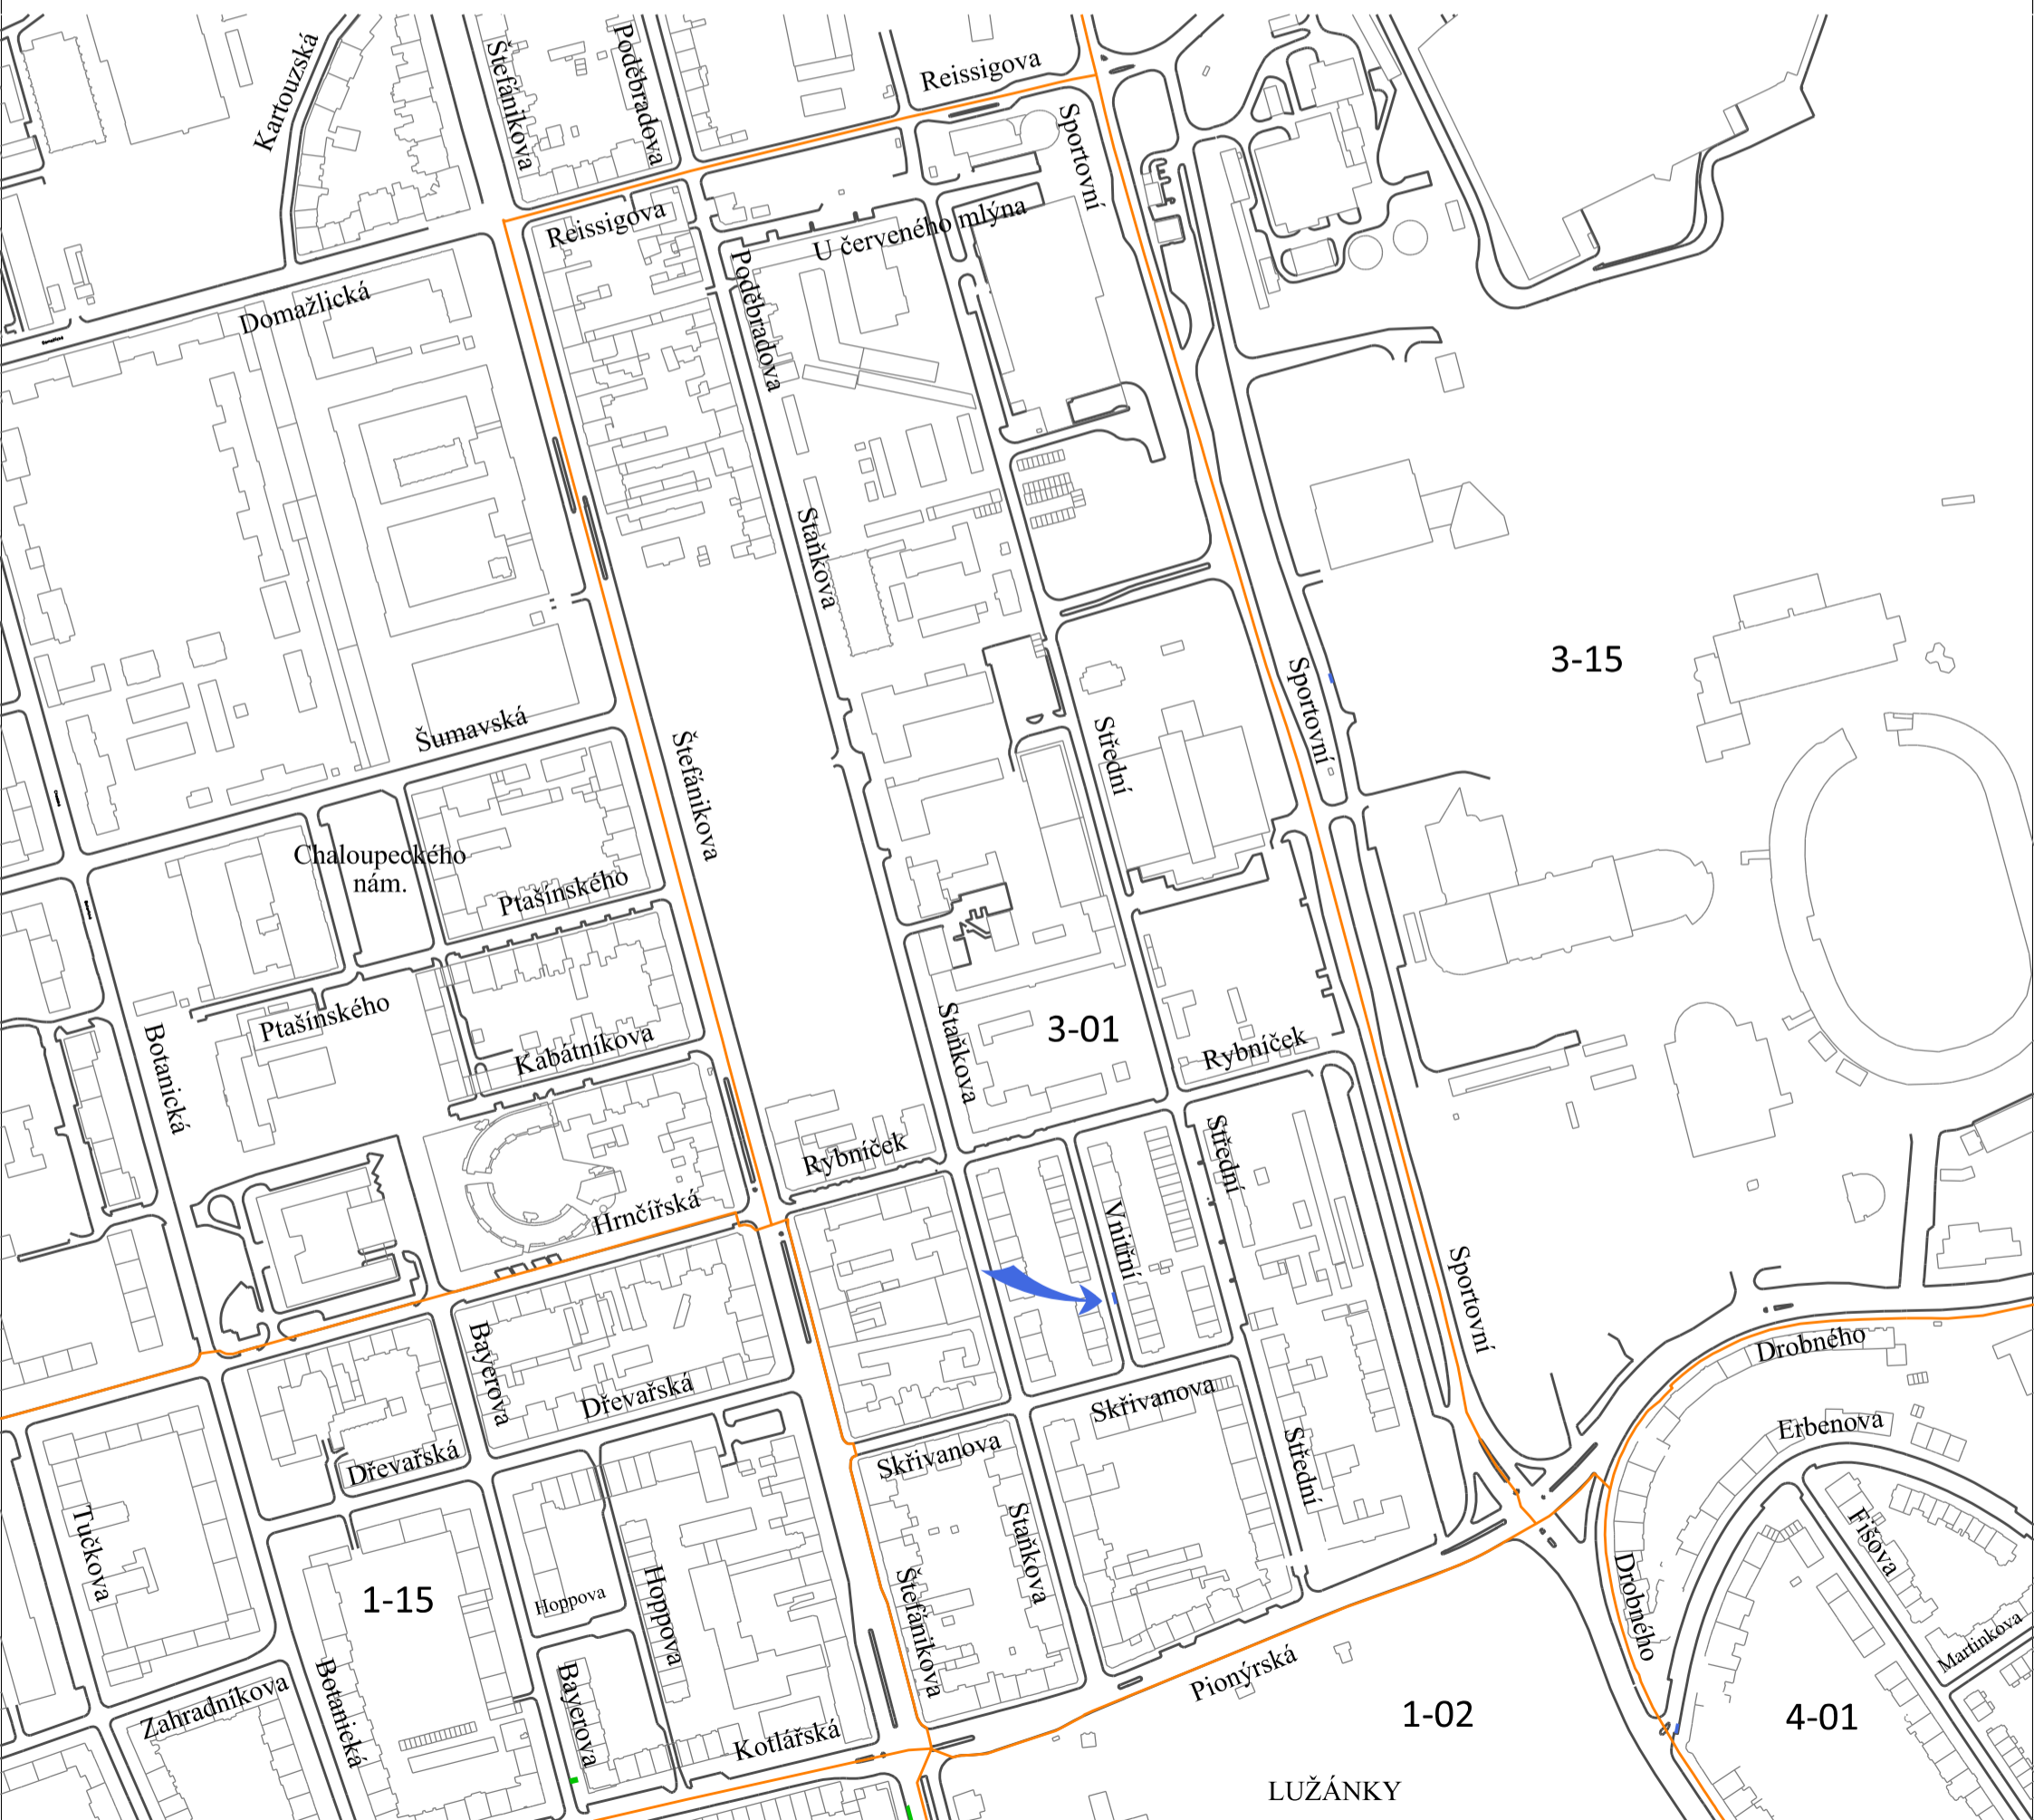 Kartouzská
Štefánikova
Poděbradova
Reissigova
Sportovní
Reissigova
U červeného mlýna
Poděbradova
Domažlická
Staňkova
Sportovní
3-15
Šumavská
Štefánikova
Střední
Chaloupeckého
nám.
Ptašínského
Ptašínského
Botanická
Kabátníkova
Staňkova
3-01
Rybníček
Rybníček
Střední
Vnitřní
Hrnčířská
Sportovní
Drobného
Bayerova
Dřevařská
Skřivanova
Skřivanova
Erbenova
Dřevařská
Střední
Staňkova
Tučkova
Fišova
1-15
Hoppova
Hoppova
Štefánikova
Drobného
Martinkova
Zahradníkova
Botanická
Bayerova
Kotlářská
Pionýrská
1-02
4-01
LUŽÁNKY